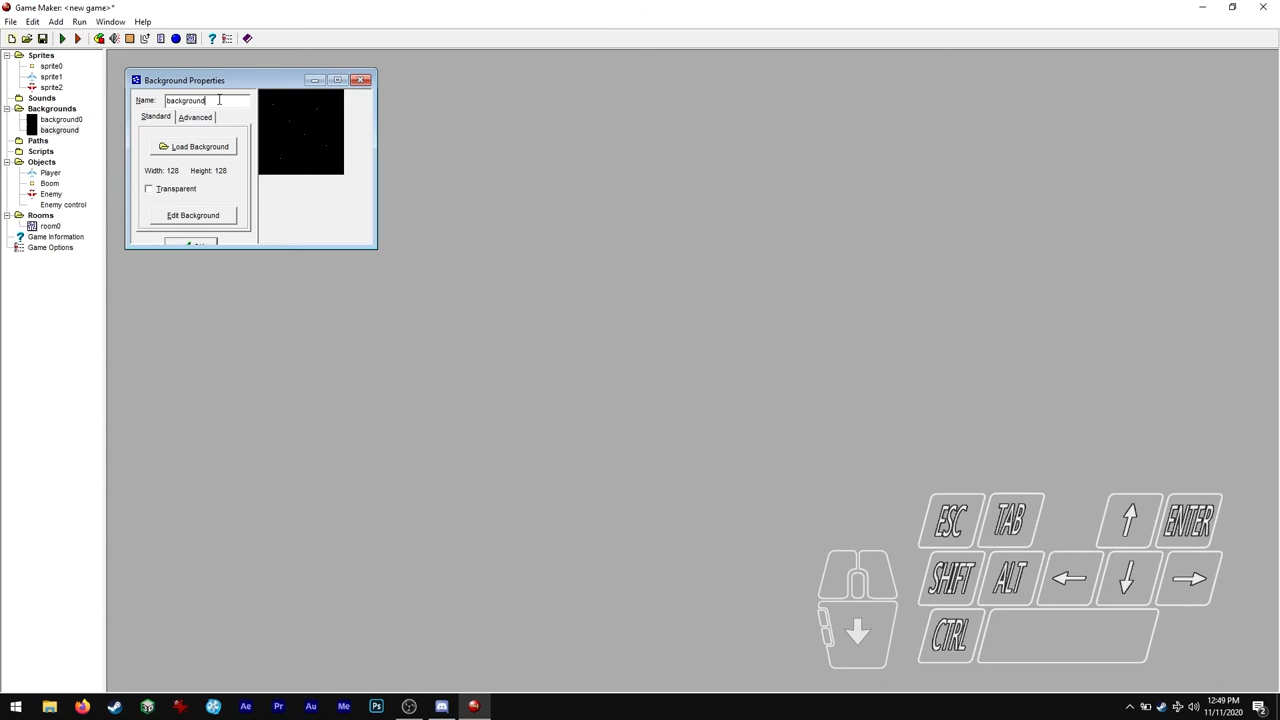 Game Maker: <new game>*
File Edit Add Run Window Help
Sprites
sprite0
sprite1
sprite2
Sounds
Backgrounds
background0
background
Paths
Scripts
Objects
Player
Boom
Enemy
Enemy control
Rooms
room0
Game Information
Game Options
Background Properties
Name: background
Standard Advanced
Load Background
Width: 128 Height: 128
Transparent
Edit Background
ESC TAB ENTER
SHIFT ALT
CTRL
Ae Pr Au Me Ps
12:49 PM
11/11/2020
2